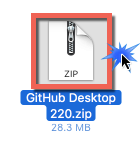 ZIP
GitHub Desktop
220.zip
28.3 MB